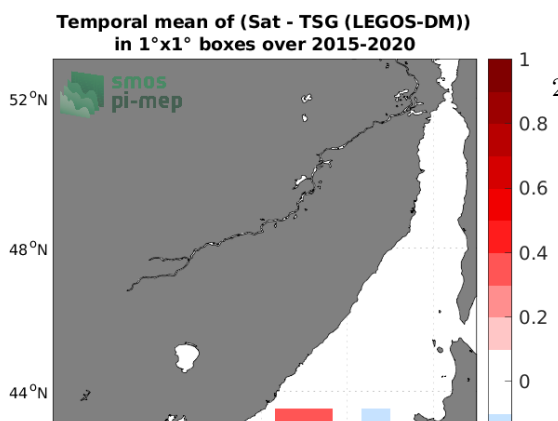 Temporal mean of (Sat - TSG (LEGOS-DM))
in 1°x1° boxes over 2015-2020
smos
pi-mep
52°N
48°N
44°N
1
0.8
0.6
0.4
0.2
0
2